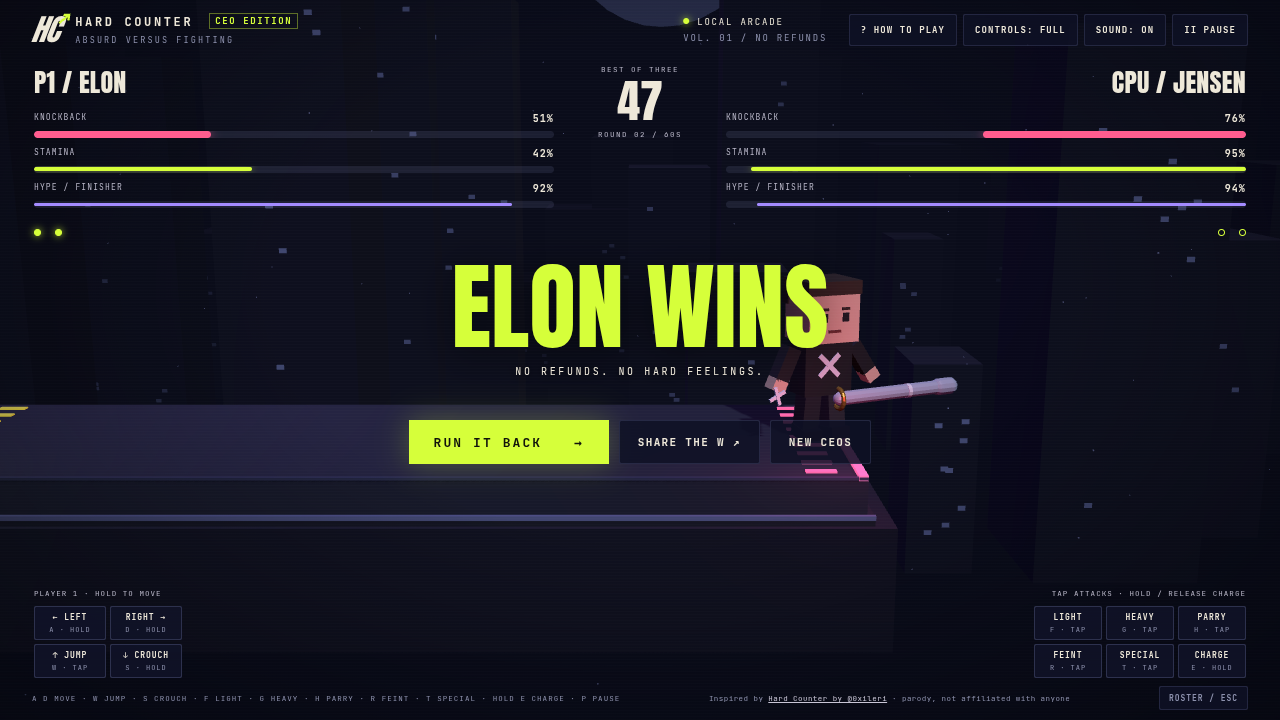 HC HARD COUNTER CEO EDITION
ABSURD VERSUS FIGHTING
LOCAL ARCADE
VOL. 01 / NO REFUNDS
? HOW TO PLAY
CONTROLS: FULL
SOUND: ON
II PAUSE
P1 / ELON
KNOCKBACK 51%
STAMINA 42%
HYPE / FINISHER 92%
BEST OF THREE
47
ROUND 02 / 60S
CPU / JENSEN
KNOCKBACK 76%
STAMINA 95%
HYPE / FINISHER 94%
ELON WINS
NO REFUNDS. NO HARD FEELINGS.
RUN IT BACK →
SHARE THE W ↗
NEW CEOS
PLAYER 1 · HOLD TO MOVE
← LEFT
A · HOLD
RIGHT →
D · HOLD
↑ JUMP
W · TAP
↓ CROUCH
S · HOLD
TAP ATTACKS · HOLD / RELEASE CHARGE
LIGHT
F · TAP
HEAVY
G · TAP
PARRY
H · TAP
FEINT
R · TAP
SPECIAL
T · TAP
CHARGE
E · HOLD
A D MOVE · W JUMP · S CROUCH · F LIGHT · G HEAVY · H PARRY · R FEINT · T SPECIAL · HOLD E CHARGE · P PAUSE
Inspired by Hard Counter by @0xileri · parody, not affiliated with anyone
ROSTER / ESC